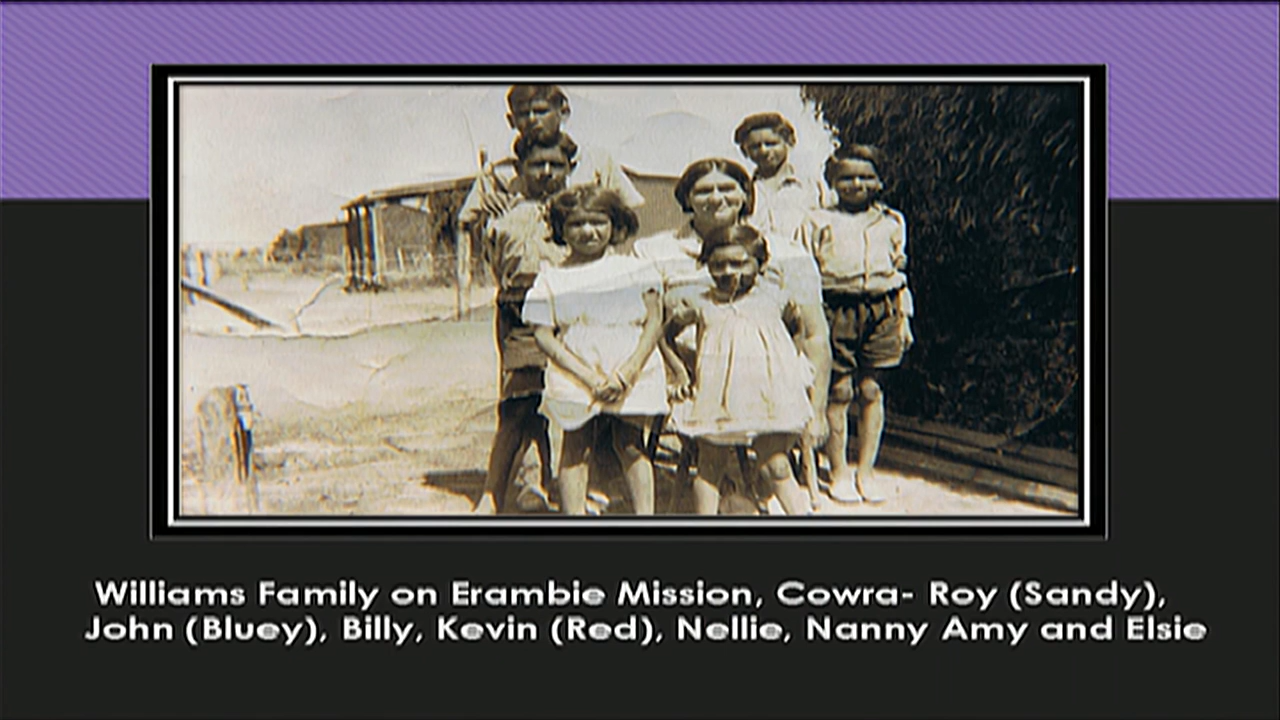 Williams Family on Erambie Mission, Cowra- Roy (Sandy),
John (Bluey), Billy, Kevin (Red), Nellie, Nanny Amy and Elsie